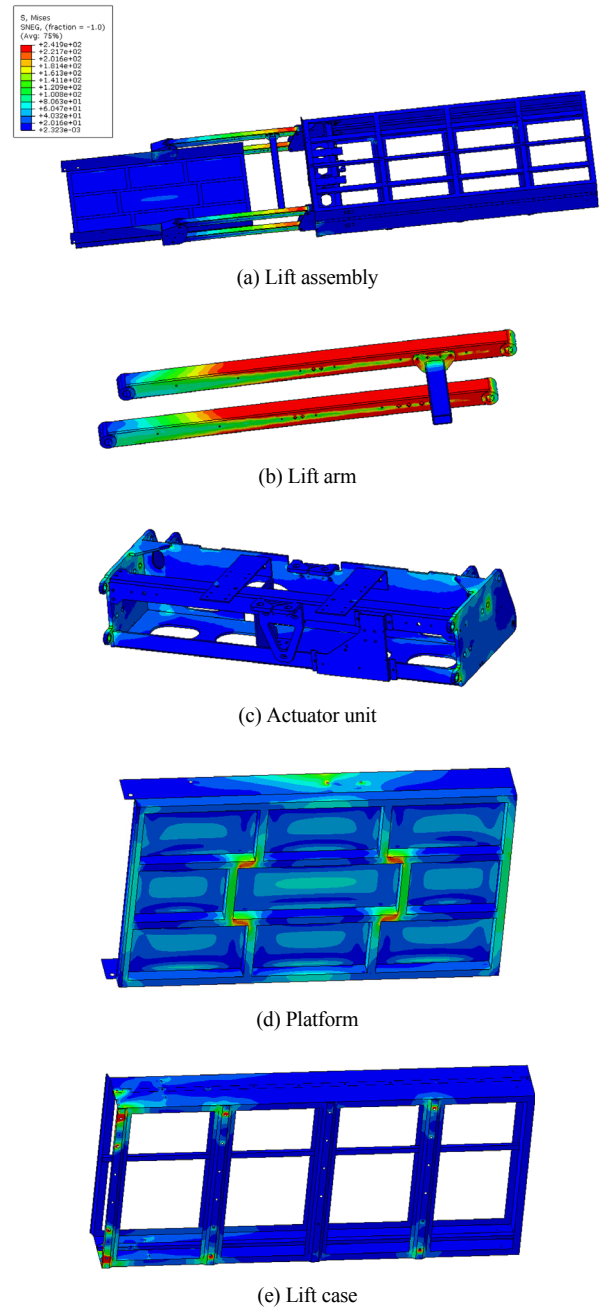 S, Mises
SNEG, (fraction = -1.0)
(Avg: 75%)
+2.419e+02
+2.217e+02
+2.016e+02
+1.814e+02
+1.613e+02
+1.411e+02
+1.209e+02
+1.008e+02
+8.063e+01
+6.047e+01
+4.032e+01
+2.016e+01
+2.323e-03
(a) Lift assembly
(b) Lift arm
(c) Actuator unit
(d) Platform
(e) Lift case